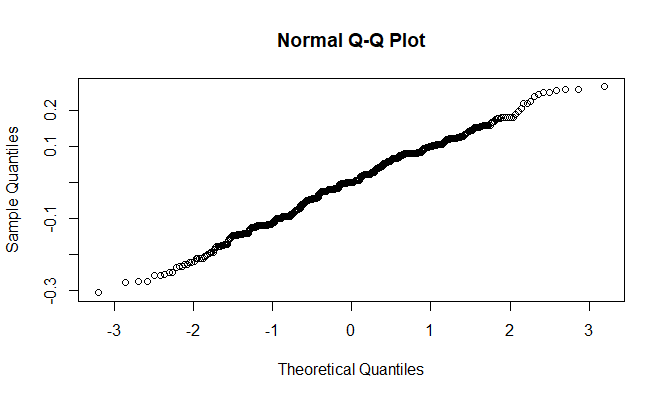 Normal Q-Q Plot
Sample Quantiles
0.2
0.1
-0.1
-0.3
-3 -2 -1 0 1 2 3
Theoretical Quantiles